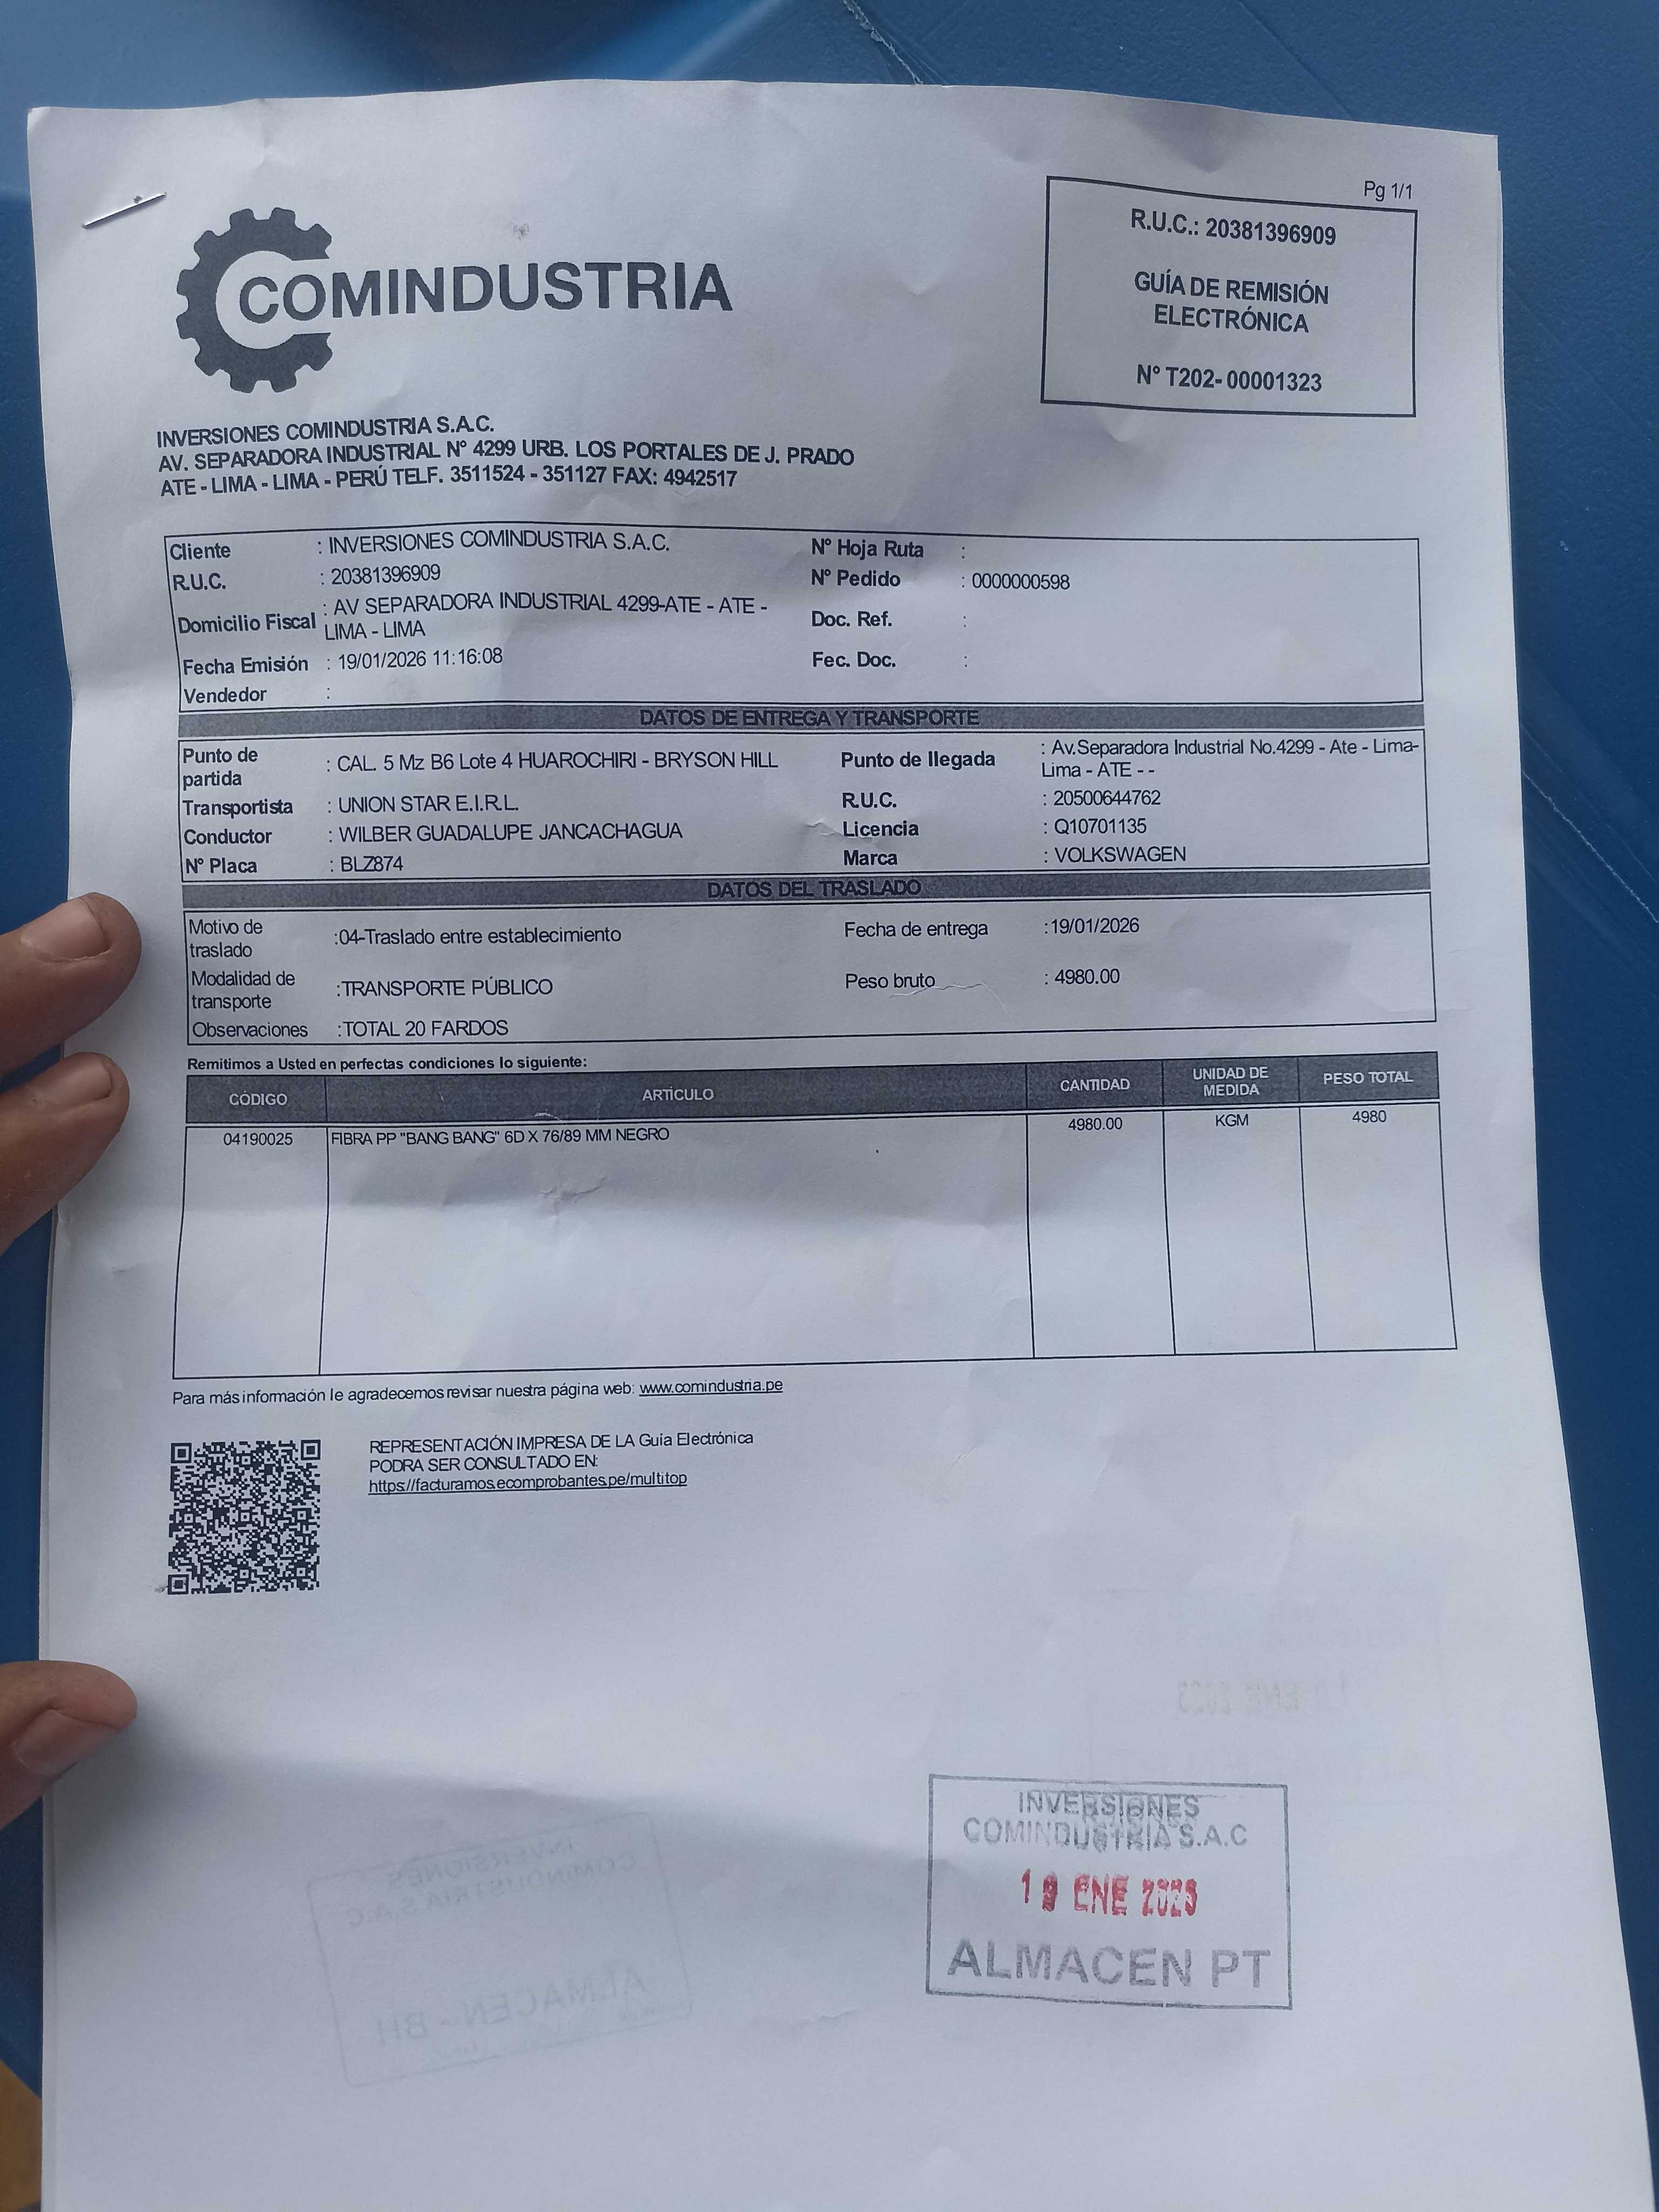 Pg 1/1
COMINDUSTRIA
R.U.C.: 20381396909
GUÍA DE REMISIÓN
ELECTRÓNICA
N° T202- 00001323
INVERSIONES COMINDUSTRIA S.A.C.
AV. SEPARADORA INDUSTRIAL N° 4299 URB. LOS PORTALES DE J. PRADO
ATE - LIMA - LIMA - PERÚ TELF. 3511524 - 351127 FAX: 4942517
Cliente : INVERSIONES COMINDUSTRIA S.A.C. N° Hoja Ruta :
R.U.C. : 20381396909 N° Pedido : 0000000598
Domicilio Fiscal : AV SEPARADORA INDUSTRIAL 4299-ATE - ATE - Doc. Ref. :
LIMA - LIMA
Fecha Emisión : 19/01/2026 11:16:08 Fec. Doc. :
Vendedor :
DATOS DE ENTREGA Y TRANSPORTE
Punto de partida : CAL. 5 Mz B6 Lote 4 HUAROCHIRI - BRYSON HILL Punto de llegada : Av.Separadora Industrial No.4299 - Ate - Lima-
Lima - ATE - -
Transportista : UNION STAR E.I.R.L. R.U.C. : 20500644762
Conductor : WILBER GUADALUPE JANCACHAGUA Licencia : Q10701135
N° Placa : BLZ874 Marca : VOLKSWAGEN
DATOS DEL TRASLADO
Motivo de traslado :04-Traslado entre establecimiento Fecha de entrega :19/01/2026
Modalidad de transporte :TRANSPORTE PÚBLICO Peso bruto : 4980.00
Observaciones :TOTAL 20 FARDOS
Remitimos a Usted en perfectas condiciones lo siguiente:
CÓDIGO ARTÍCULO CANTIDAD UNIDAD DE MEDIDA PESO TOTAL
04190025 FIBRA PP "BANG BANG" 6D X 76/89 MM NEGRO 4980.00 KGM 4980
Para más información le agradecemos revisar nuestra página web: www.comindustria.pe
REPRESENTACIÓN IMPRESA DE LA Guía Electrónica
PODRA SER CONSULTADO EN:
https://facturamos.ecomprobantes.pe/multitop
INVERSIONES
COMINDUSTRIA S.A.C
19 ENE 2026
ALMACEN PT
INVERSIONES
COMINDUSTRIA
S.A.C
ALMACEN - BH